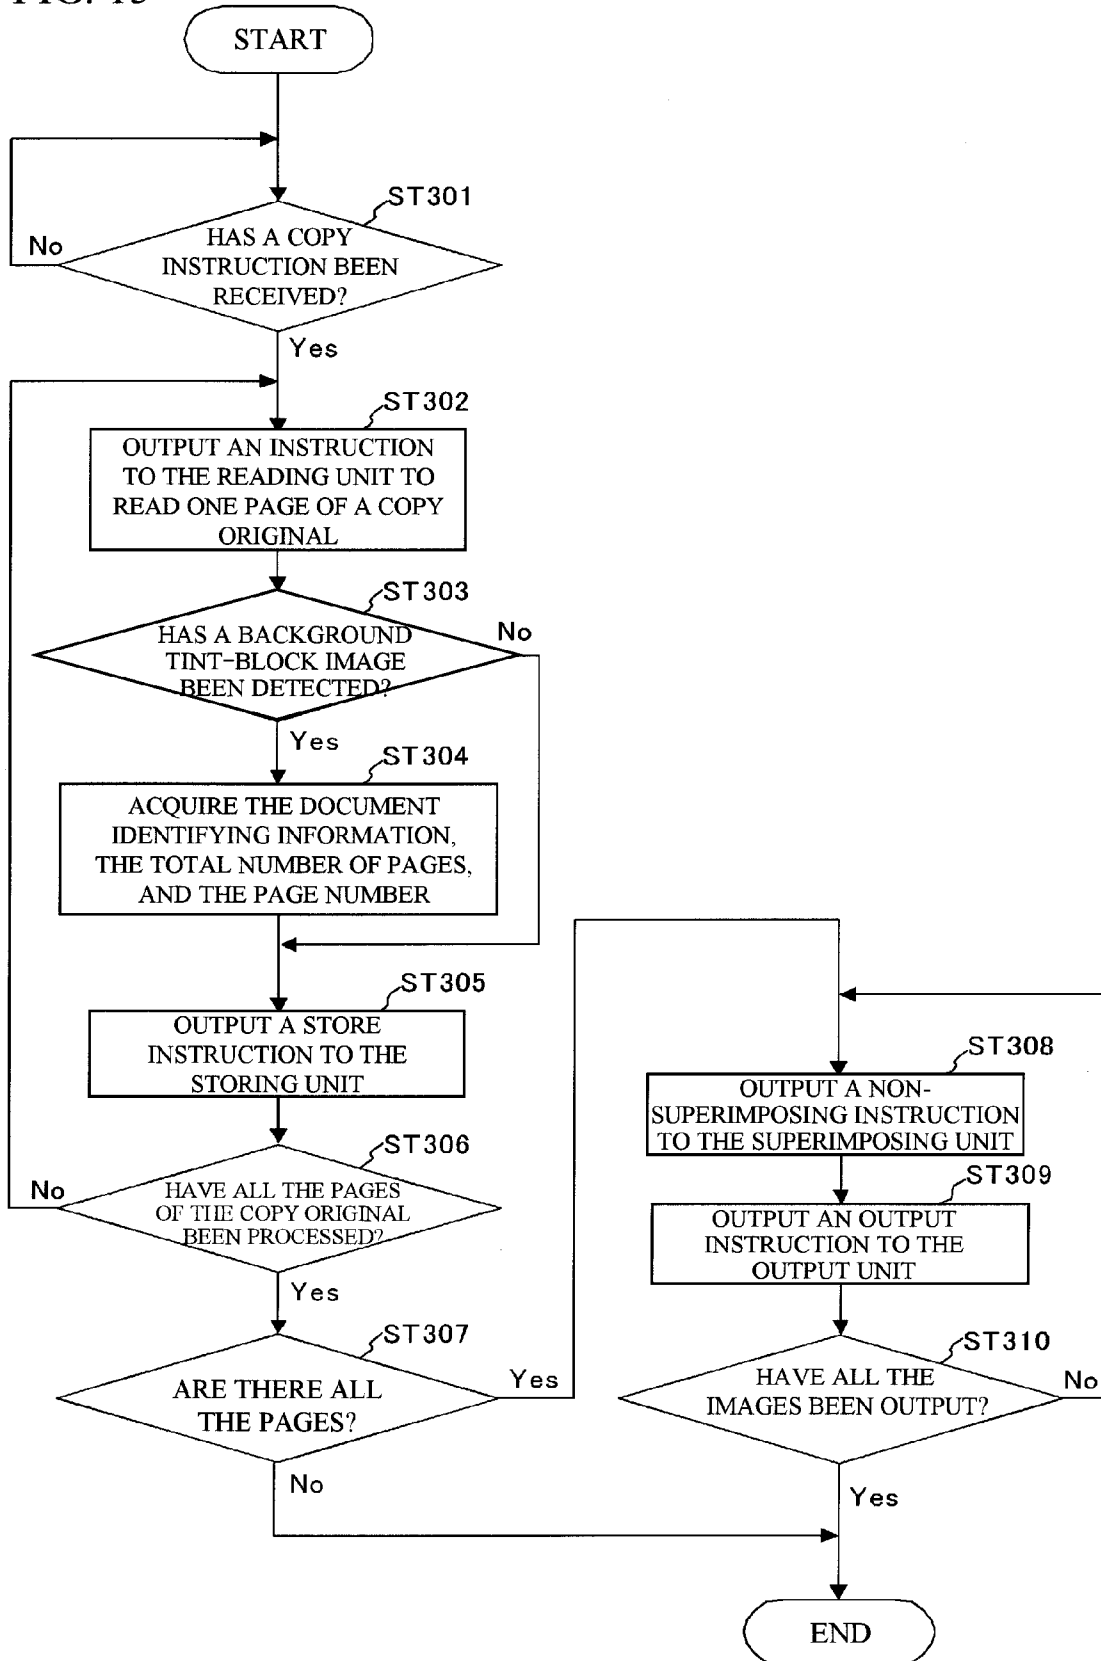 START
ST301
No
HAS A COPY
INSTRUCTION BEEN
RECEIVED?
Yes
ST302
OUTPUT AN INSTRUCTION
TO THE READING UNIT TO
READ ONE PAGE OF A COPY
ORIGINAL
ST303
No
HAS A BACKGROUND
TINT-BLOCK IMAGE
BEEN DETECTED?
Yes
ST304
ACQUIRE THE DOCUMENT
IDENTIFYING INFORMATION,
THE TOTAL NUMBER OF PAGES,
AND THE PAGE NUMBER
ST305
OUTPUT A STORE
INSTRUCTION TO THE
STORING UNIT
ST306
No
HAVE ALL THE PAGES
OF THE COPY ORIGINAL
BEEN PROCESSED?
Yes
ST307
ARE THERE ALL
THE PAGES?
Yes
No
ST308
OUTPUT A NON-
SUPERIMPOSING INSTRUCTION
TO THE SUPERIMPOSING UNIT
ST309
OUTPUT AN OUTPUT
INSTRUCTION TO THE
OUTPUT UNIT
ST310
HAVE ALL THE
IMAGES BEEN OUTPUT?
No
Yes
END